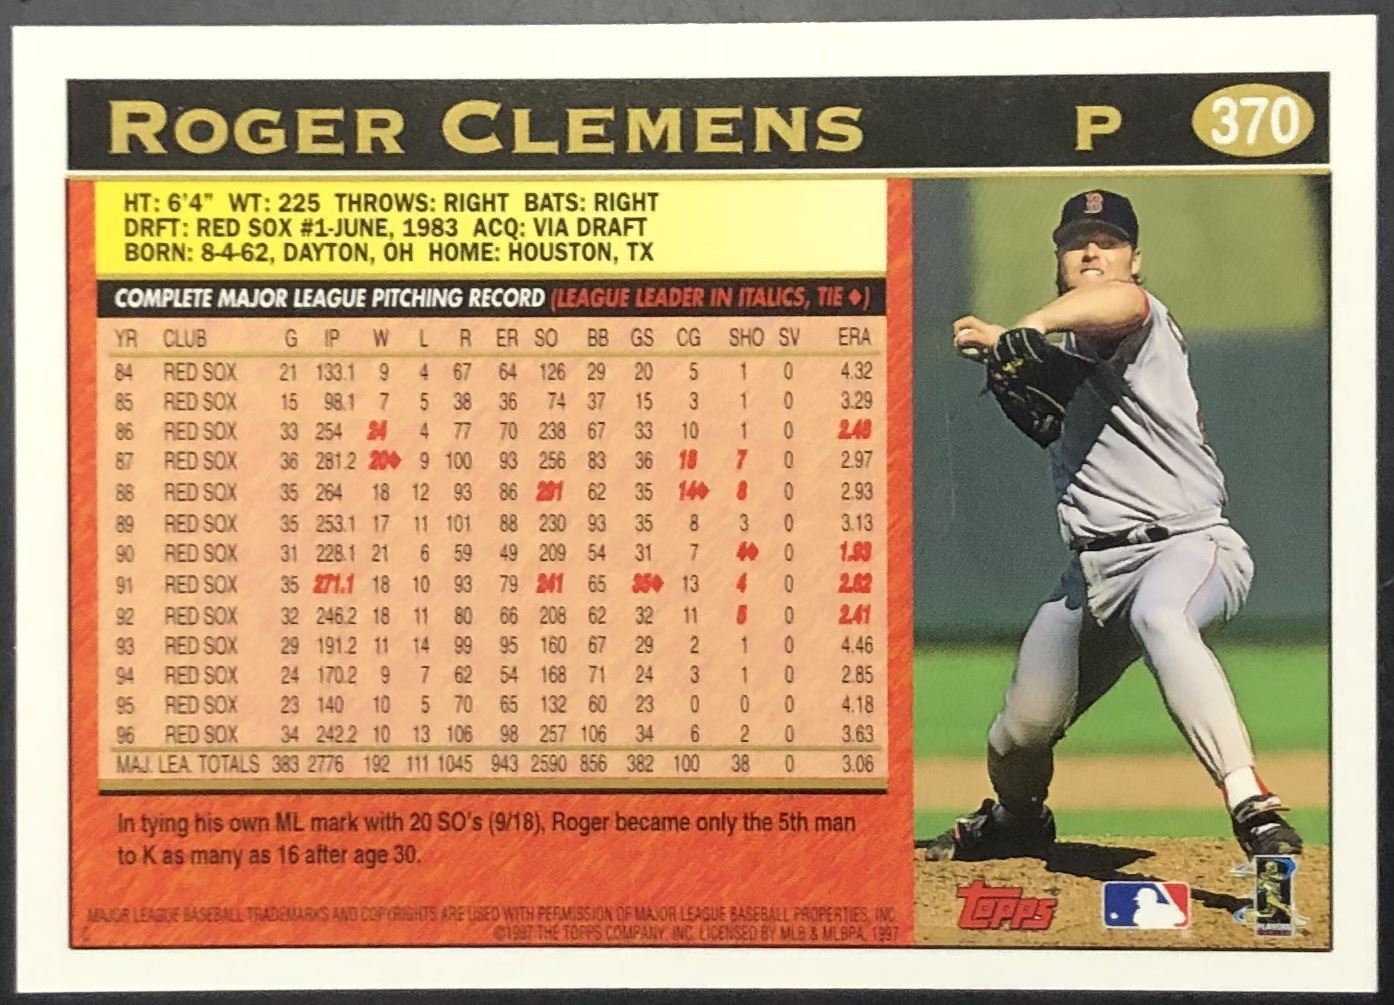 ROGER CLEMENS P 370
HT: 6'4" WT: 225 THROWS: RIGHT BATS: RIGHT
DRFT: RED SOX #1-JUNE, 1983 ACQ: VIA DRAFT
BORN: 8-4-62, DAYTON, OH HOME: HOUSTON, TX
COMPLETE MAJOR LEAGUE PITCHING RECORD (LEAGUE LEADER IN ITALICS, TIE ♦)
YR CLUB G IP W L R ER SO BB GS CG SHO SV ERA
84 RED SOX 21 133.1 9 4 67 64 126 29 20 5 1 0 4.32
85 RED SOX 15 98.1 7 5 38 36 74 37 15 3 1 0 3.29
86 RED SOX 33 254 24 4 77 70 238 67 33 10 1 0 2.48
87 RED SOX 36 281.2 20♦ 9 100 93 256 83 36 18 7 0 2.97
88 RED SOX 35 264 18 12 93 86 291 62 35 14♦ 8 0 2.93
89 RED SOX 35 253.1 17 11 101 88 230 93 35 8 3 0 3.13
90 RED SOX 31 228.1 21 6 59 49 209 54 31 7 4♦ 0 1.93
91 RED SOX 35 271.1 18 10 93 79 241 65 35♦ 13 4 0 2.62
92 RED SOX 32 246.2 18 11 80 66 208 62 32 11 5 0 2.41
93 RED SOX 29 191.2 11 14 99 95 160 67 29 2 1 0 4.46
94 RED SOX 24 170.2 9 7 62 54 168 71 24 3 1 0 2.85
95 RED SOX 23 140 10 5 70 65 132 60 23 0 0 0 4.18
96 RED SOX 34 242.2 10 13 106 98 257 106 34 6 2 0 3.63
MAJ. LEA. TOTALS 383 2776 192 111 1045 943 2590 856 382 100 38 0 3.06
In tying his own ML mark with 20 SO's (9/18), Roger became only the 5th man
to K as many as 16 after age 30.
MAJOR LEAGUE BASEBALL TRADEMARKS AND COPYRIGHTS ARE USED WITH PERMISSION OF MAJOR LEAGUE BASEBALL PROPERTIES, INC.
©1997 THE TOPPS COMPANY, INC. LICENSED BY MLB & MLBPA, 1997
B
Topps